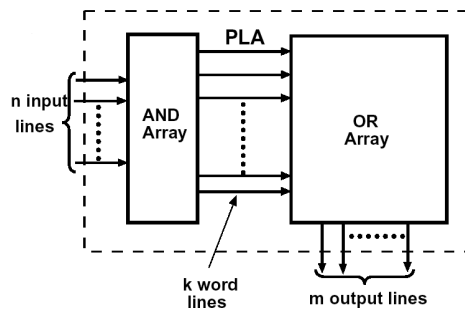 PLA
n input
lines
AND
Array
OR
Array
k word
lines
m output lines